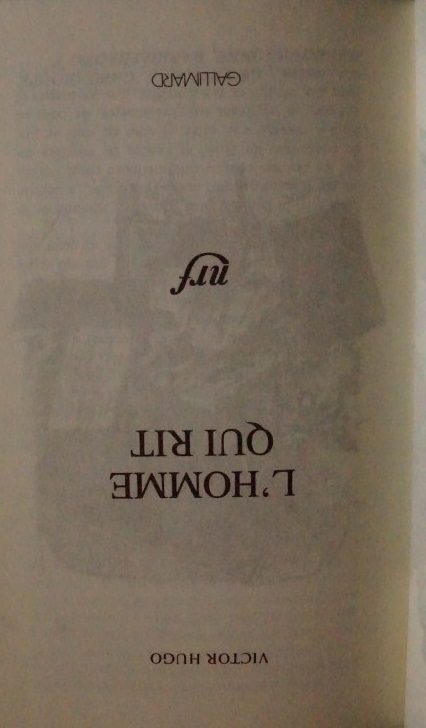 VICTOR HUGO
L'HOMME
QUI RIT
nrf
GALLIMARD